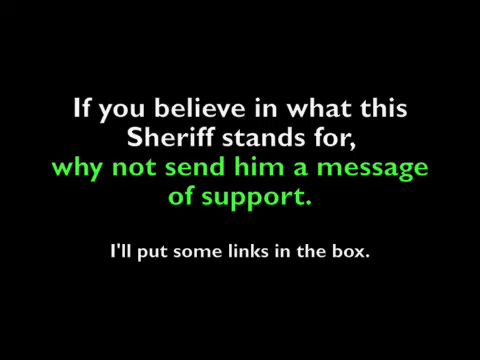 If you believe in what this
Sheriff stands for,
why not send him a message
of support.
I'll put some links in the box.